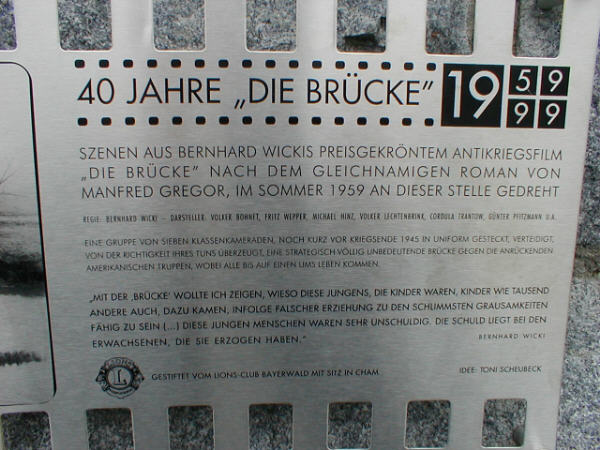 40 JAHRE „DIE BRÜCKE“
19
59
99
SZENEN AUS BERNHARD WICKIS PREISGEKRÖNTEM ANTIKRIEGSFILM
„DIE BRÜCKE“ NACH DEM GLEICHNAMIGEN ROMAN VON
MANFRED GREGOR, IM SOMMER 1959 AN DIESER STELLE GEDREHT
REGIE: BERNHARD WICKI - DARSTELLER: VOLKER BOHNET, FRITZ WEPPER, MICHAEL HINZ, VOLKER LECHTENBRINK, CORDULA TRANTOW, GÜNTER PFITZMANN U.A.
EINE GRUPPE VON SIEBEN KLASSENKAMERADEN, NOCH KURZ VOR KRIEGSENDE 1945 IN UNIFORM GESTECKT, VERTEIDIGT,
VON DER RICHTIGKEIT IHRES TUNS ÜBERZEUGT, EINE STRATEGISCH VÖLLIG UNBEDEUTENDE BRÜCKE GEGEN DIE ANRÜCKENDEN
AMERIKANISCHEN TRUPPEN, WOBEI ALLE BIS AUF EINEN UMS LEBEN KOMMEN.
„MIT DER ‚BRÜCKE‘ WOLLTE ICH ZEIGEN, WIESO DIESE JUNGENS, DIE KINDER WAREN, KINDER WIE TAUSEND
ANDERE AUCH, DAZU KAMEN, INFOLGE FALSCHER ERZIEHUNG ZU DEN SCHLIMMSTEN GRAUSAMKEITEN
FÄHIG ZU SEIN (...) DIESE JUNGEN MENSCHEN WAREN SEHR UNSCHULDIG. DIE SCHULD LIEGT BEI DEN
ERWACHSENEN, DIE SIE ERZOGEN HABEN.“
BERNHARD WICKI
LIONS
L
GESTIFTET VOM LIONS-CLUB BAYERWALD MIT SITZ IN CHAM
IDEE: TONI SCHEUBECK